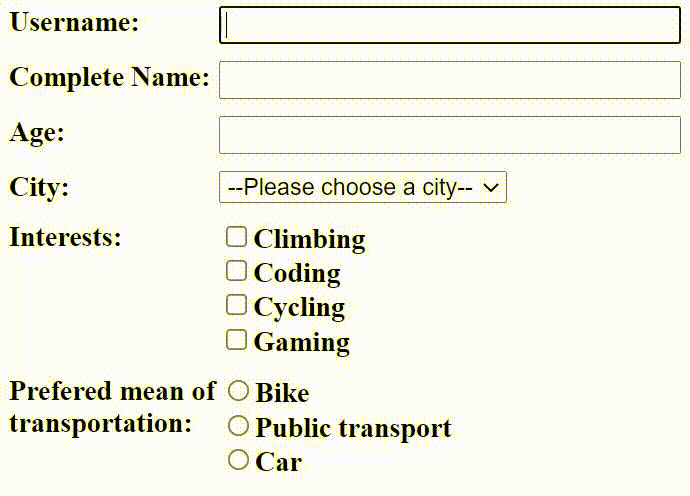 Username:
Complete Name:
Age:
City: --Please choose a city--
Interests: Climbing
Coding
Cycling
Gaming
Prefered mean of Bike
transportation: Public transport
Car